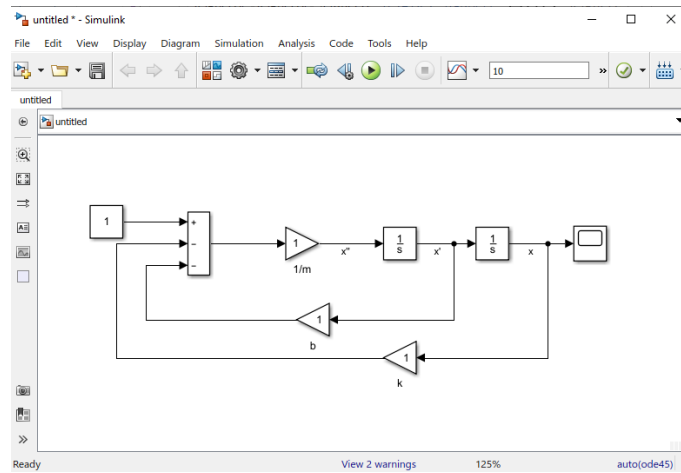 untitled * - Simulink
File Edit View Display Diagram Simulation Analysis Code Tools Help
10
»
untitled
untitled
1
+
−
−
1
1/m
x''
1
s
x'
1
s
x
1
b
1
k
Ready View 2 warnings 125% auto(ode45)